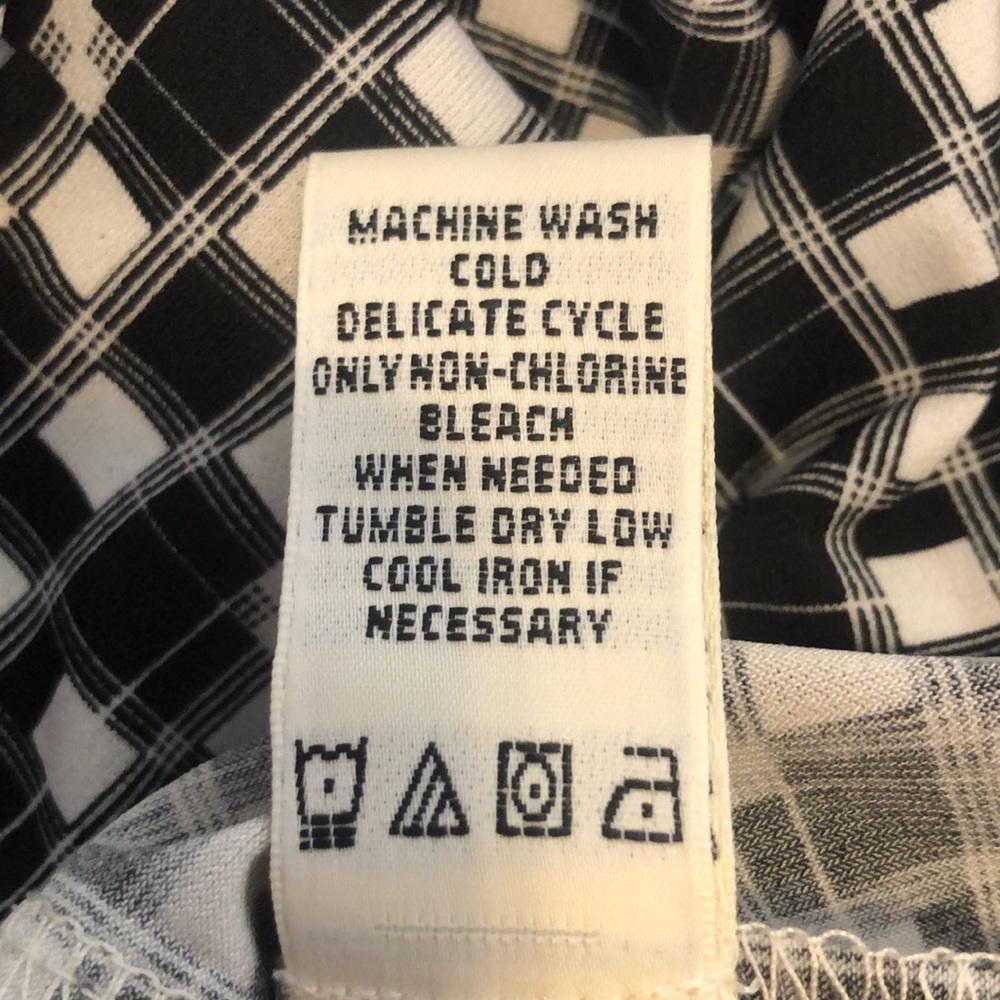 MACHINE WASH
COLD
DELICATE CYCLE
ONLY NON-CHLORINE
BLEACH
WHEN NEEDED
TUMBLE DRY LOW
COOL IRON IF
NECESSARY